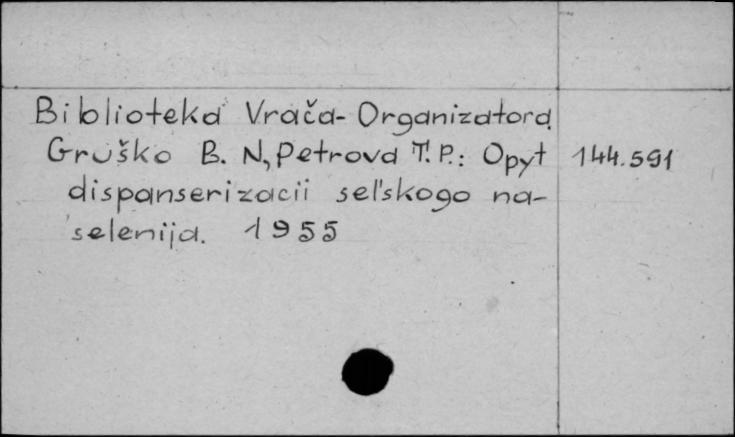 Biblioteka Vrača-Organizatora
Gruško B. N, Petrova T. P.: Opyt 144.591
dispanserizacii sel'skogo na-
selenija. 1955